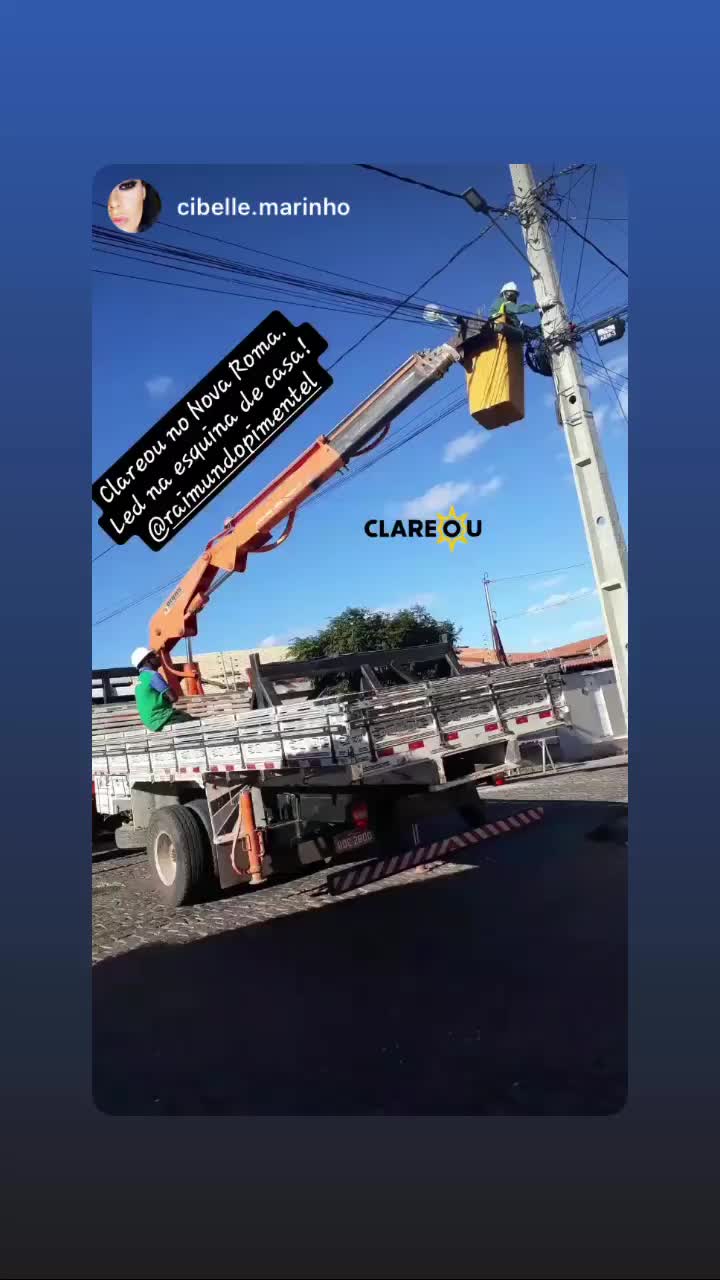 cibelle.marinho
Clareou no Nova Roma.
Led na esquina de casa!
@raimundopimentel
CLAREOU